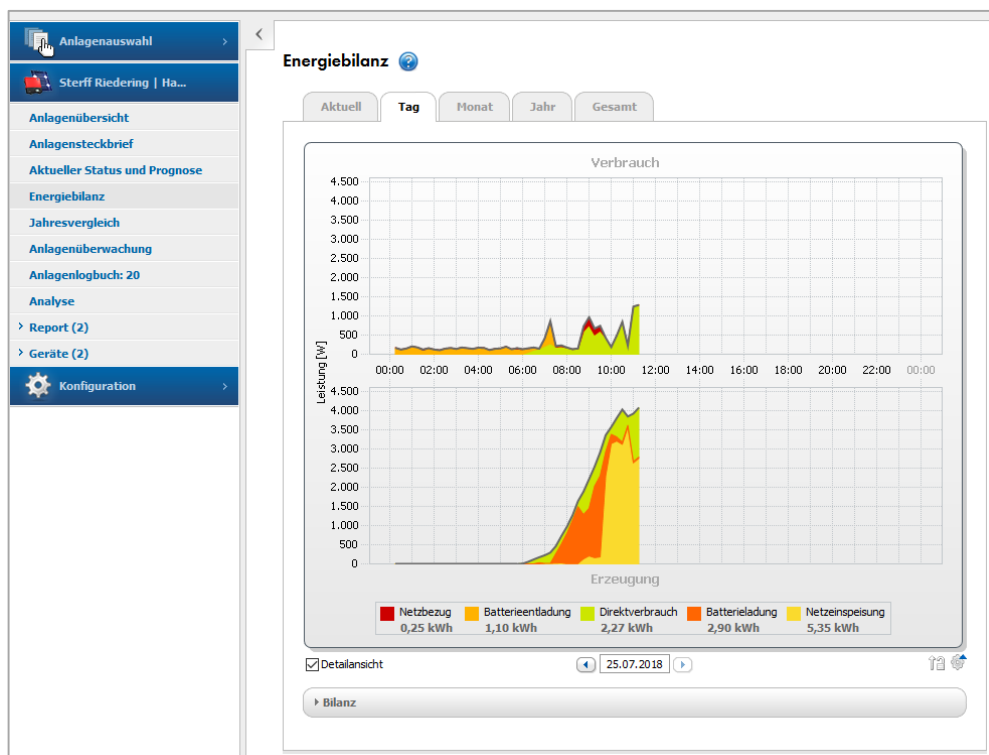 Anlagenauswahl
Sterff Riedering | Ha...
Anlagenübersicht
Anlagensteckbrief
Aktueller Status und Prognose
Energiebilanz
Jahresvergleich
Anlagenüberwachung
Anlagenlogbuch: 20
Analyse
Report (2)
Geräte (2)
Konfiguration
Energiebilanz
Aktuell Tag Monat Jahr Gesamt
Verbrauch
4.500
4.000
3.500
3.000
2.500
2.000
1.500
1.000
500
0
00:00 02:00 04:00 06:00 08:00 10:00 12:00 14:00 16:00 18:00 20:00 22:00 00:00
Leistung [W]
4.500
4.000
3.500
3.000
2.500
2.000
1.500
1.000
500
0
Erzeugung
Netzbezug Batterieentladung Direktverbrauch Batterieladung Netzeinspeisung
0,25 kWh 1,10 kWh 2,27 kWh 2,90 kWh 5,35 kWh
Detailansicht
25.07.2018
Bilanz